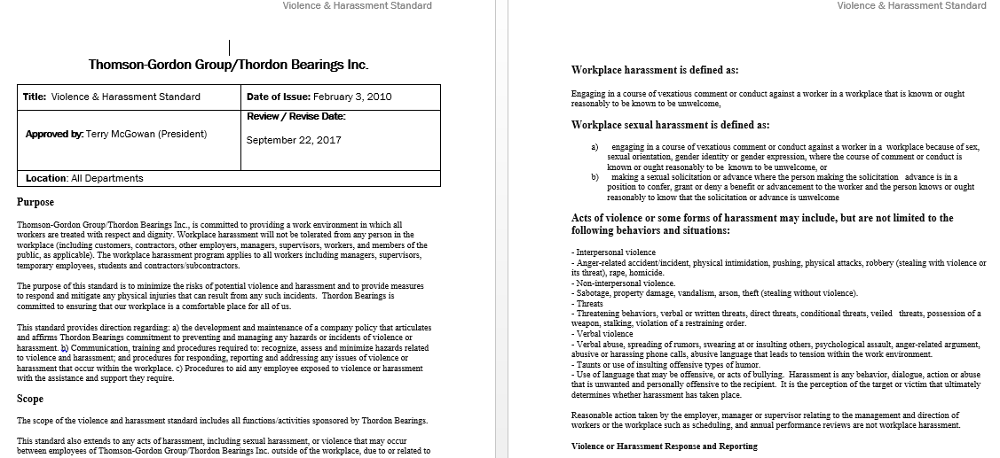 Violence & Harassment Standard
Thomson-Gordon Group/Thordon Bearings Inc.
Title: Violence & Harassment Standard
Date of Issue: February 3, 2010
Approved by: Terry McGowan (President)
Review / Revise Date:
September 22, 2017
Location: All Departments
Purpose
Thomson-Gordon Group/Thordon Bearings Inc., is committed to providing a work environment in which all
workers are treated with respect and dignity. Workplace harassment will not be tolerated from any person in the
workplace (including customers, contractors, other employers, managers, supervisors, workers, and members of the
public, as applicable). The workplace harassment program applies to all workers including managers, supervisors,
temporary employees, students and contractors/subcontractors.
The purpose of this standard is to minimize the risks of potential violence and harassment and to provide measures
to respond and mitigate any physical injuries that can result from any such incidents. Thordon Bearings is
committed to ensuring that our workplace is a comfortable place for all of us.
This standard provides direction regarding: a) the development and maintenance of a company policy that articulates
and affirms Thordon Bearings commitment to preventing and managing any hazards or incidents of violence or
harassment. b) Communication, training and procedures required to: recognize, assess and minimize hazards related
to violence and harassment; and procedures for responding, reporting and addressing any issues of violence or
harassment that occur within the workplace. c) Procedures to aid any employee exposed to violence or harassment
with the assistance and support they require.
Scope
The scope of the violence and harassment standard includes all functions/activities sponsored by Thordon Bearings.
This standard also extends to any acts of harassment, including sexual harassment, or violence that may occur
between employees of Thomson-Gordon Group/Thordon Bearings Inc. outside of the workplace, due to or related to
Violence & Harassment Standard
Workplace harassment is defined as:
Engaging in a course of vexatious comment or conduct against a worker in a workplace that is known or ought
reasonably to be known to be unwelcome,
Workplace sexual harassment is defined as:
a) engaging in a course of vexatious comment or conduct against a worker in a workplace because of sex,
sexual orientation, gender identity or gender expression, where the course of comment or conduct is
known or ought reasonably to be known to be unwelcome, or
b) making a sexual solicitation or advance where the person making the solicitation advance is in a
position to confer, grant or deny a benefit or advancement to the worker and the person knows or ought
reasonably to know that the solicitation or advance is unwelcome
Acts of violence or some forms of harassment may include, but are not limited to the
following behaviors and situations:
- Interpersonal violence
- Anger-related accident/incident, physical intimidation, pushing, physical attacks, robbery (stealing with violence or
its threat), rape, homicide.
- Non-interpersonal violence.
- Sabotage, property damage, vandalism, arson, theft (stealing without violence).
- Threats
- Threatening behaviors, verbal or written threats, direct threats, conditional threats, veiled threats, possession of a
weapon, stalking, violation of a restraining order.
- Verbal violence
- Verbal abuse, spreading of rumors, swearing at or insulting others, psychological assault, anger-related argument,
abusive or harassing phone calls, abusive language that leads to tension within the work environment.
- Taunts or use of insulting offensive types of humor.
- Use of language that may be offensive, or acts of bullying. Harassment is any behavior, dialogue, action or abuse
that is unwanted and personally offensive to the recipient. It is the perception of the target or victim that ultimately
determines whether harassment has taken place.
Reasonable action taken by the employer, manager or supervisor relating to the management and direction of
workers or the workplace such as scheduling, and annual performance reviews are not workplace harassment.
Violence or Harassment Response and Reporting